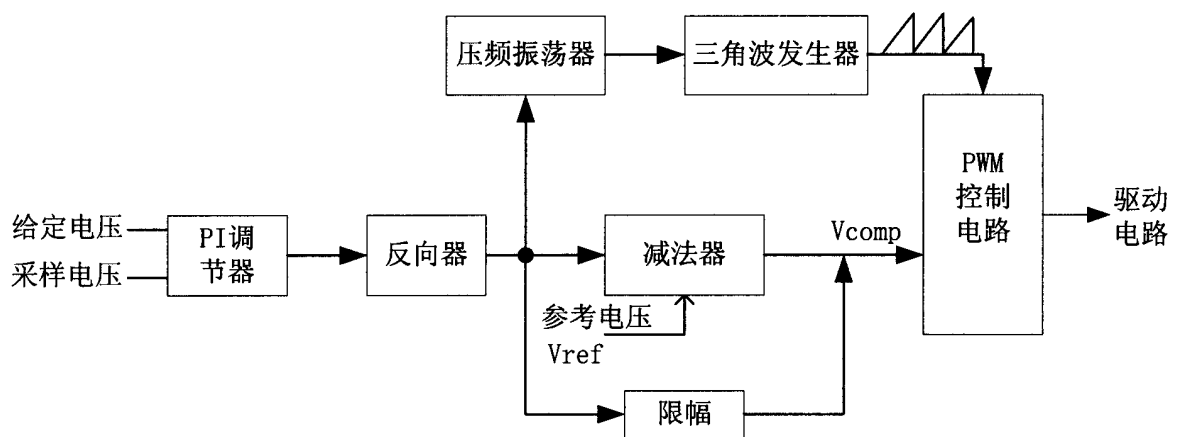 压频振荡器
三角波发生器
PWM
控制
电路
驱动
电路
给定电压
采样电压
PI调
节器
反向器
减法器
Vcomp
参考电压
Vref
限幅